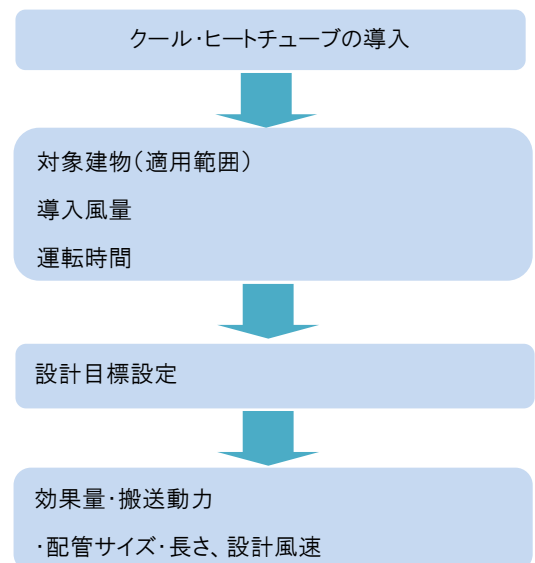 クール・ヒートチューブの導入
対象建物（適用範囲）
導入風量
運転時間
設計目標設定
効果量・搬送動力
・配管サイズ・長さ、設計風速